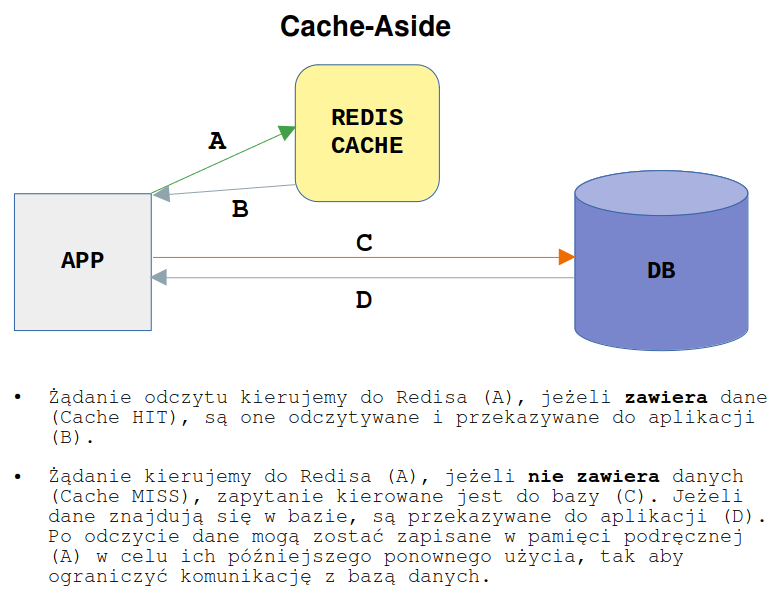 Cache-Aside
REDIS
CACHE
A
B
C
APP
DB
D
• Żądanie odczytu kierujemy do Redisa (A), jeżeli zawiera dane
(Cache HIT), są one odczytywane i przekazywane do aplikacji
(B).
• Żądanie kierujemy do Redisa (A), jeżeli nie zawiera danych
(Cache MISS), zapytanie kierowane jest do bazy (C). Jeżeli
dane znajdują się w bazie, są przekazywane do aplikacji (D).
Po odczycie dane mogą zostać zapisane w pamięci podręcznej
(A) w celu ich późniejszego ponownego użycia, tak aby
ograniczyć komunikację z bazą danych.